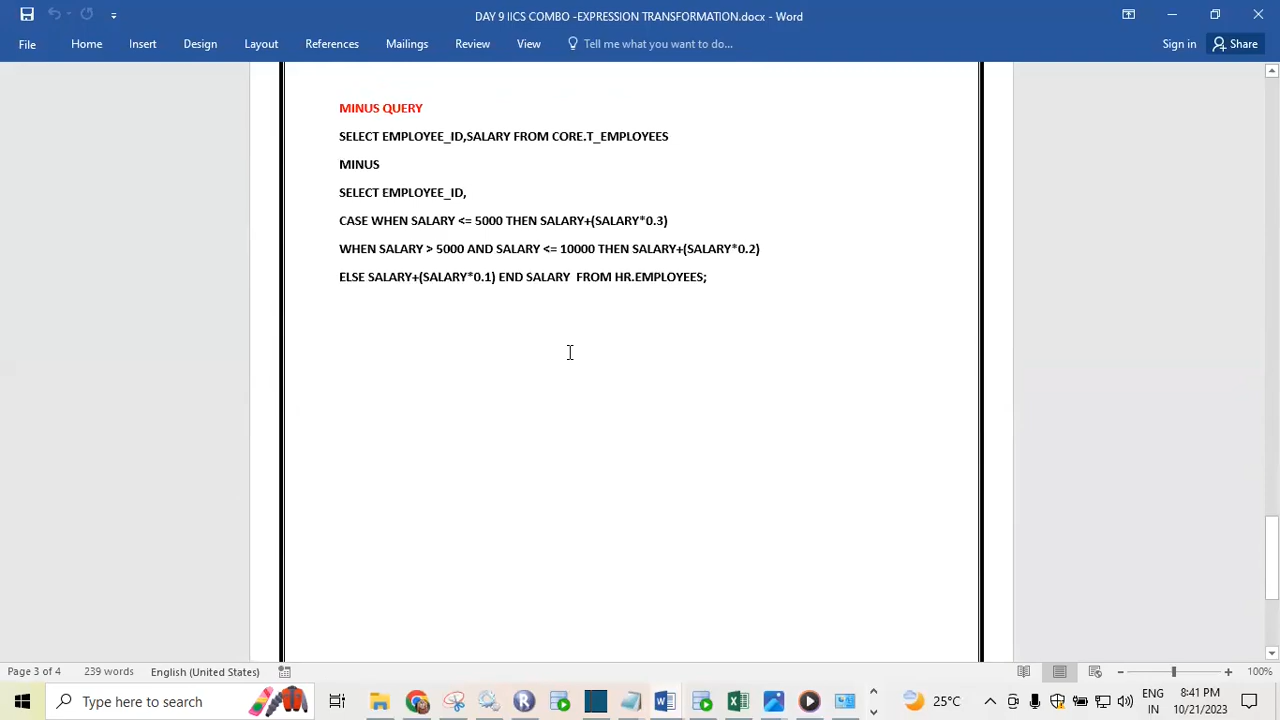 DAY 9 IICS COMBO -EXPRESSION TRANSFORMATION.docx - Word
File Home Insert Design Layout References Mailings Review View Tell me what you want to do... Sign in Share
MINUS QUERY
SELECT EMPLOYEE_ID,SALARY FROM CORE.T_EMPLOYEES
MINUS
SELECT EMPLOYEE_ID,
CASE WHEN SALARY <= 5000 THEN SALARY+(SALARY*0.3)
WHEN SALARY > 5000 AND SALARY <= 10000 THEN SALARY+(SALARY*0.2)
ELSE SALARY+(SALARY*0.1) END SALARY  FROM HR.EMPLOYEES;
Page 3 of 4 239 words English (United States) 100%
Type here to search 25°C ENG 8:41 PM
IN 10/21/2023